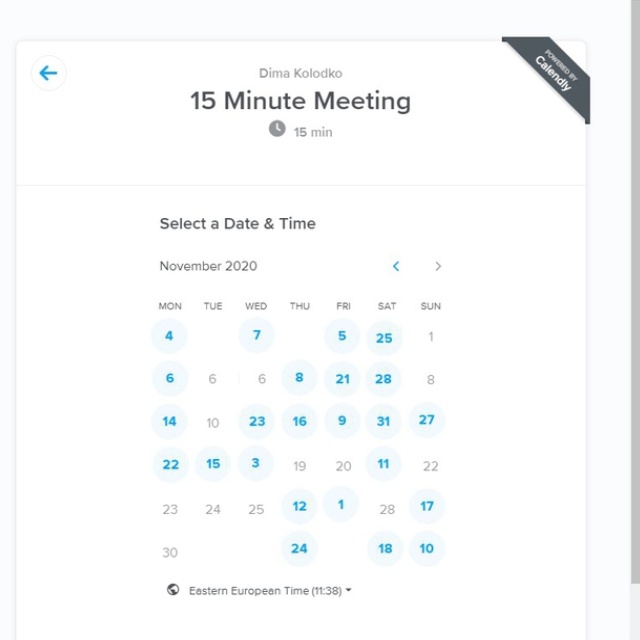 POWERED BY
Calendly
Dima Kolodko
15 Minute Meeting
15 min
Select a Date & Time
November 2020
MON TUE WED THU FRI SAT SUN
4 7 5 25 1
6 6 6 8 21 28 8
14 10 23 16 9 31 27
22 15 3 19 20 11 22
23 24 25 12 1 28 17
30 24 18 10
Eastern European Time (11:38)